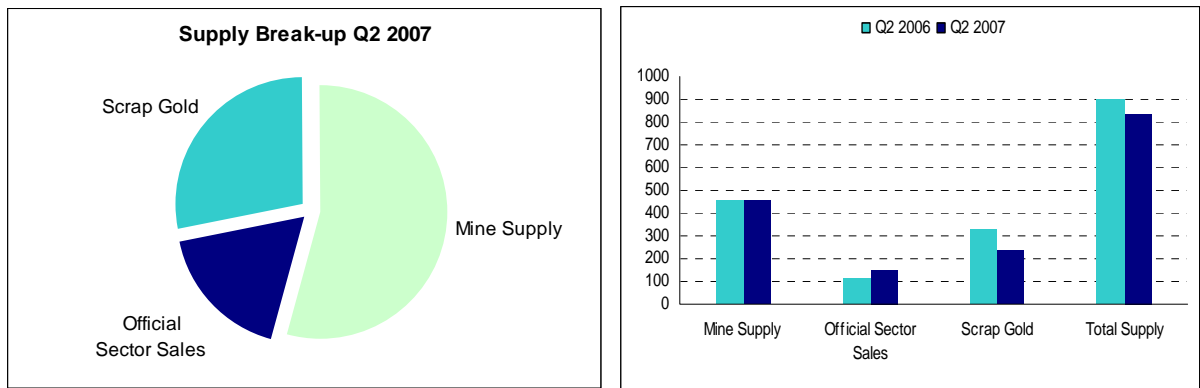 Supply Break-up Q2 2007
Scrap Gold
Mine Supply
Official
Sector Sales
Q2 2006 Q2 2007
1000
900
800
700
600
500
400
300
200
100
0
Mine Supply
Official Sector
Sales
Scrap Gold
Total Supply